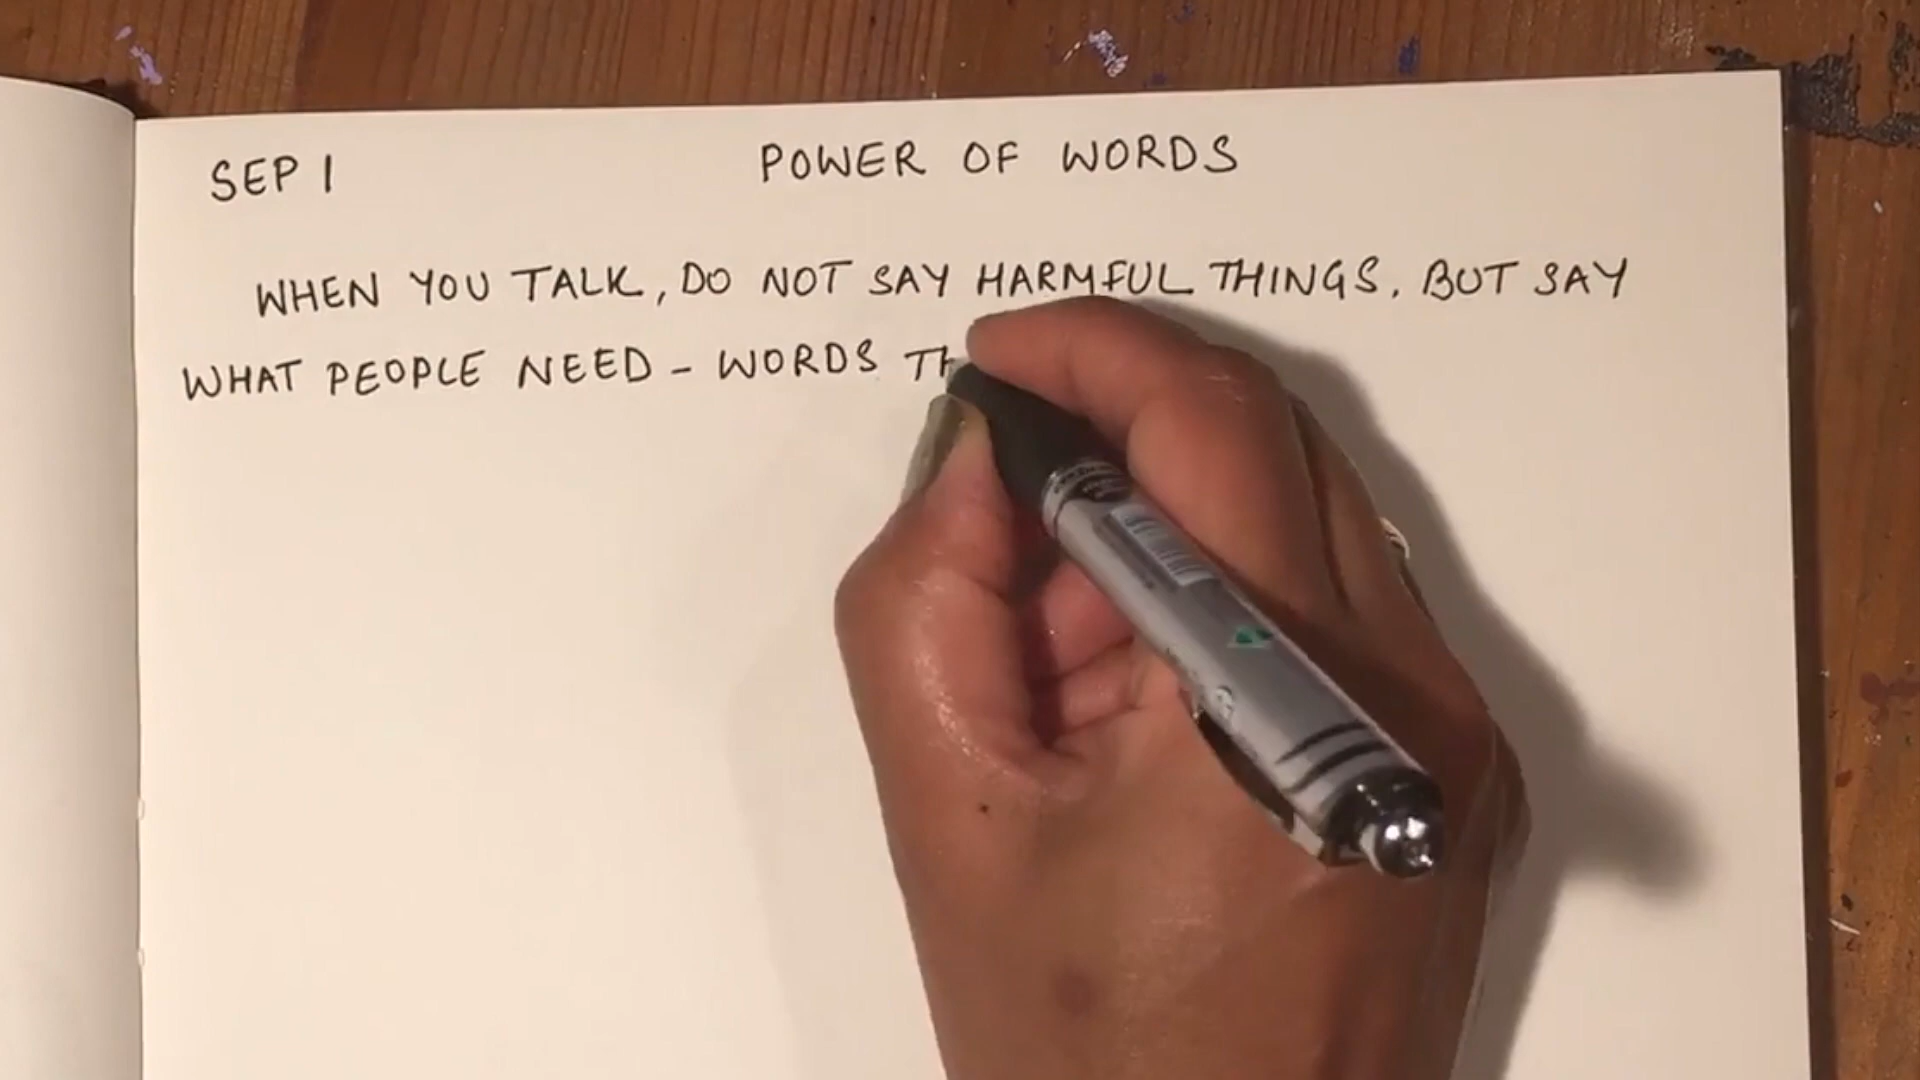 SEP 1
POWER OF WORDS
WHEN YOU TALK, DO NOT SAY HARMFUL THINGS. BUT SAY
WHAT PEOPLE NEED - WORDS TH